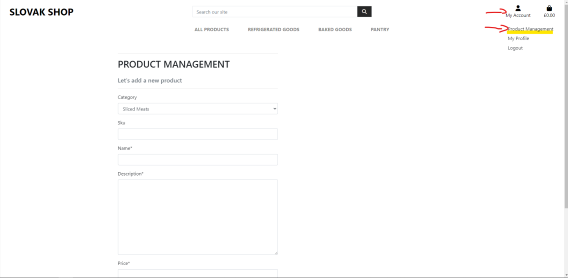 SLOVAK SHOP
Search our site
My Account
£0.00
Product Management
My Profile
Logout
ALL PRODUCTS REFRIGERATED GOODS BAKED GOODS PANTRY
PRODUCT MANAGEMENT
Let's add a new product
Category
Sliced Meats
Sku
Name*
Description*
Price*